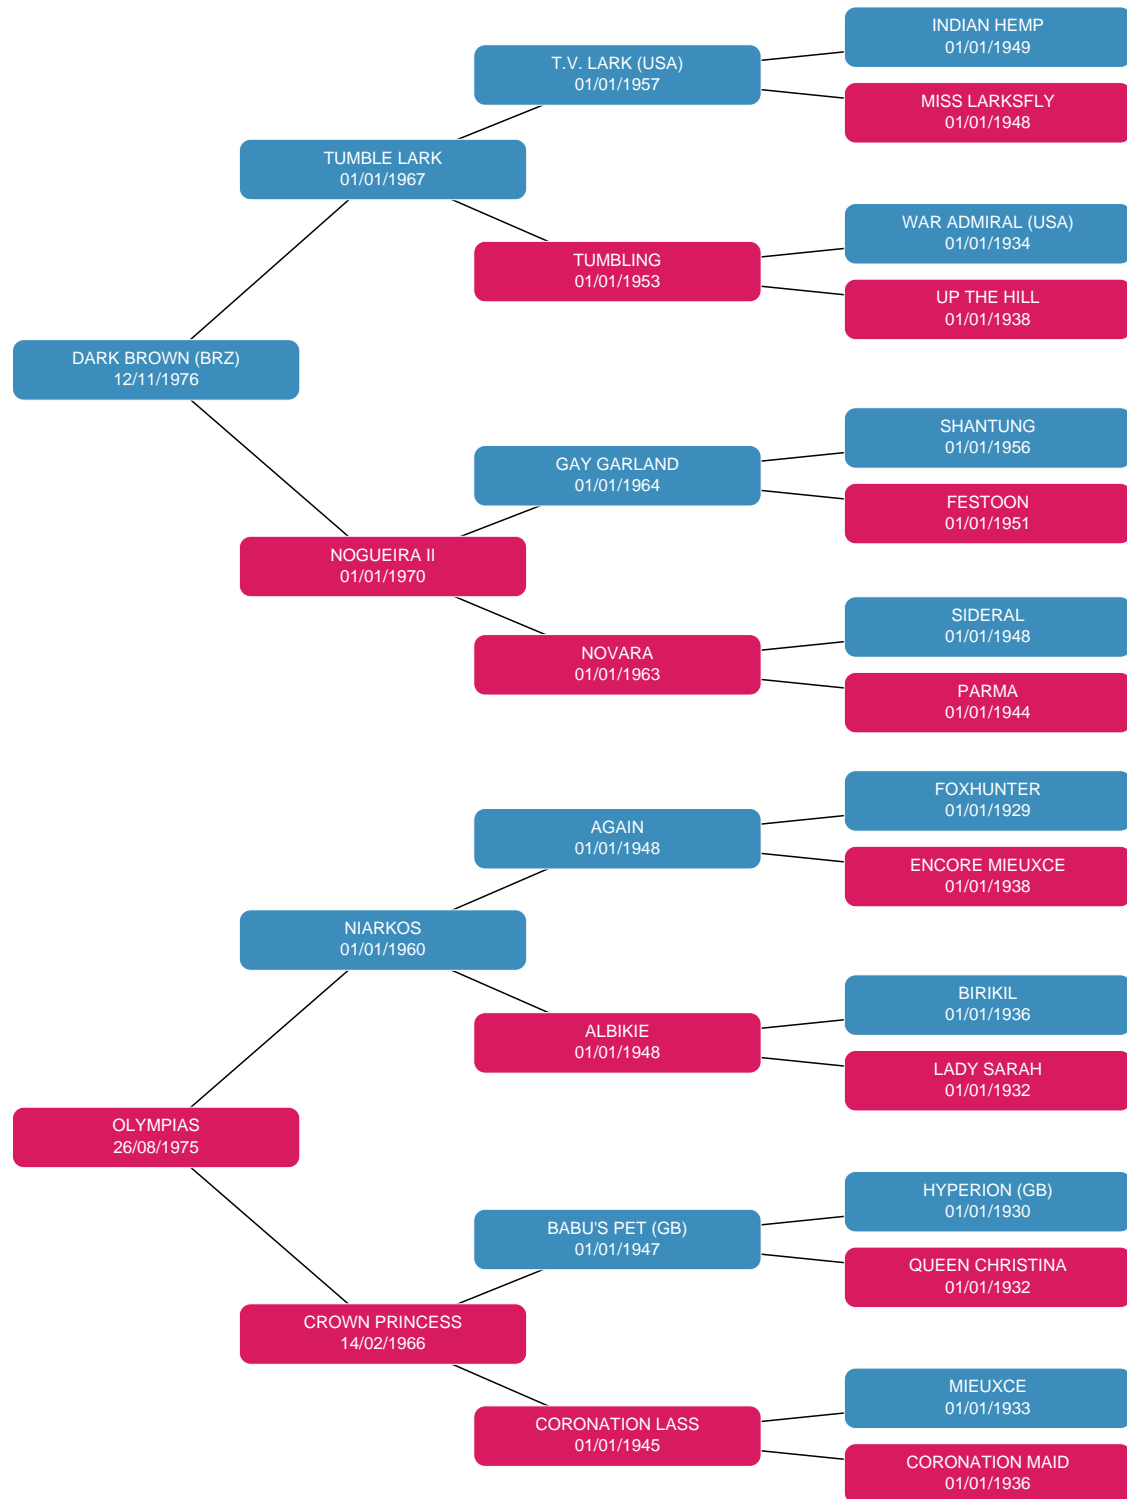 INDIAN HEMP
01/01/1949
T.V. LARK (USA)
01/01/1957
MISS LARKSFLY
01/01/1948
TUMBLE LARK
01/01/1967
WAR ADMIRAL (USA)
01/01/1934
TUMBLING
01/01/1953
UP THE HILL
01/01/1938
DARK BROWN (BRZ)
12/11/1976
SHANTUNG
01/01/1956
GAY GARLAND
01/01/1964
FESTOON
01/01/1951
NOGUEIRA II
01/01/1970
SIDERAL
01/01/1948
NOVARA
01/01/1963
PARMA
01/01/1944
FOXHUNTER
01/01/1929
AGAIN
01/01/1948
ENCORE MIEUXCE
01/01/1938
NIARKOS
01/01/1960
BIRIKIL
01/01/1936
ALBIKIE
01/01/1948
LADY SARAH
01/01/1932
OLYMPIAS
26/08/1975
HYPERION (GB)
01/01/1930
BABU'S PET (GB)
01/01/1947
QUEEN CHRISTINA
01/01/1932
CROWN PRINCESS
14/02/1966
MIEUXCE
01/01/1933
CORONATION LASS
01/01/1945
CORONATION MAID
01/01/1936